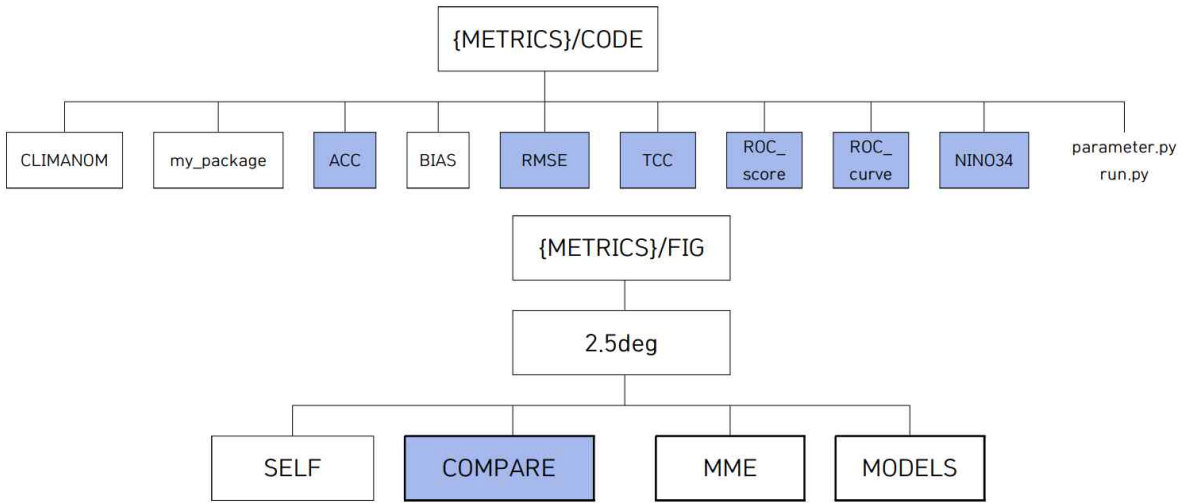 {METRICS}/CODE
CLIMANOM
my_package
ACC
BIAS
RMSE
TCC
ROC_
score
ROC_
curve
NINO34
parameter.py
run.py
{METRICS}/FIG
2.5deg
SELF
COMPARE
MME
MODELS